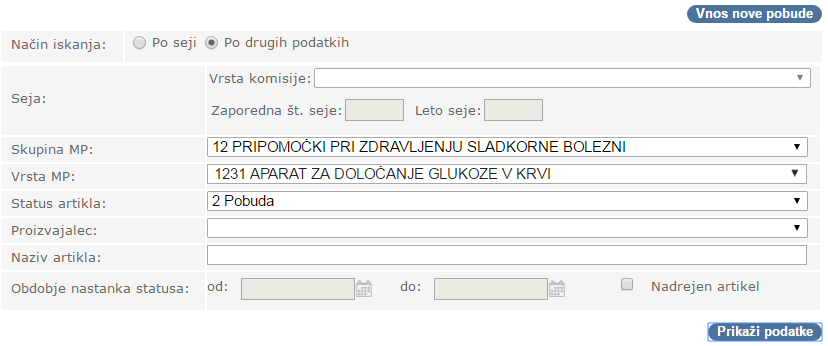 Vnos nove pobude
Način iskanja: Po seji Po drugih podatkih
Seja: Vrsta komisije:
Zaporedna št. seje: Leto seje:
Skupina MP: 12 PRIPOMOČKI PRI ZDRAVLJENJU SLADKORNE BOLEZNI
Vrsta MP: 1231 APARAT ZA DOLOČANJE GLUKOZE V KRVI
Status artikla: 2 Pobuda
Proizvajalec:
Naziv artikla:
Obdobje nastanka statusa: od: do: Nadrejen artikel
Prikaži podatke